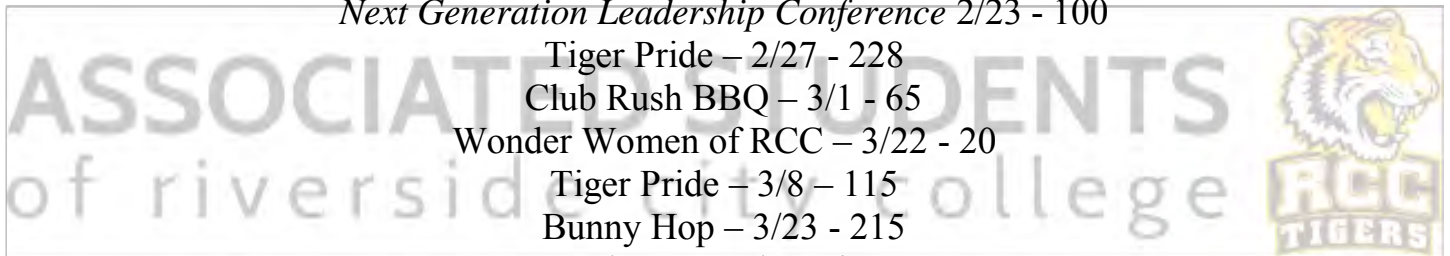 Next Generation Leadership Conference 2/23 - 100
Tiger Pride – 2/27 - 228
Club Rush BBQ – 3/1 - 65
Wonder Women of RCC – 3/22 - 20
Tiger Pride – 3/8 – 115
Bunny Hop – 3/23 - 215
ASSOCIATED STUDENTS
of riverside city college
RCC
TIGERS